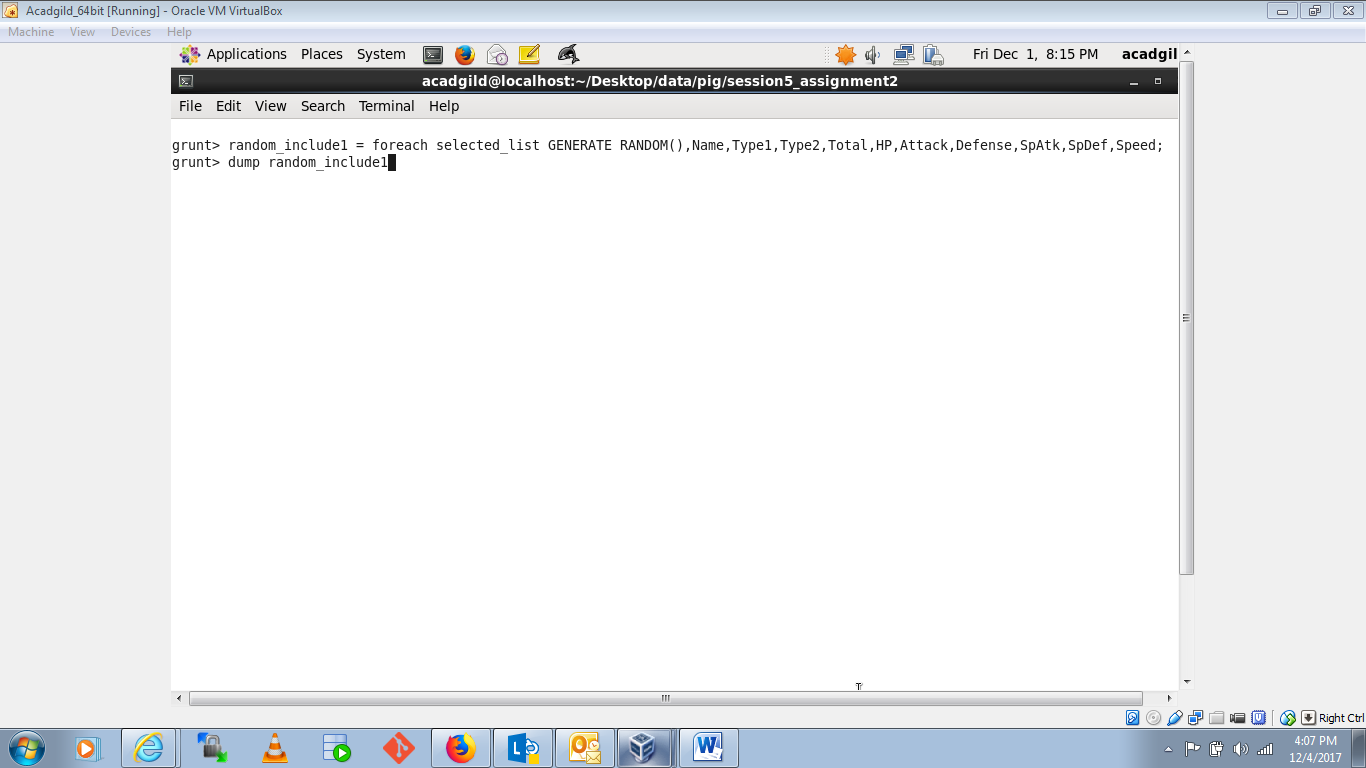 Acadgild_64bit [Running] - Oracle VM VirtualBox
Machine View Devices Help
Applications Places System Fri Dec 1, 8:15 PM acadgil
acadgild@localhost:~/Desktop/data/pig/session5_assignment2
File Edit View Search Terminal Help
grunt> random_include1 = foreach selected_list GENERATE RANDOM(),Name,Type1,Type2,Total,HP,Attack,Defense,SpAtk,SpDef,Speed;
grunt> dump random_include1
Right Ctrl
4:07 PM
12/4/2017